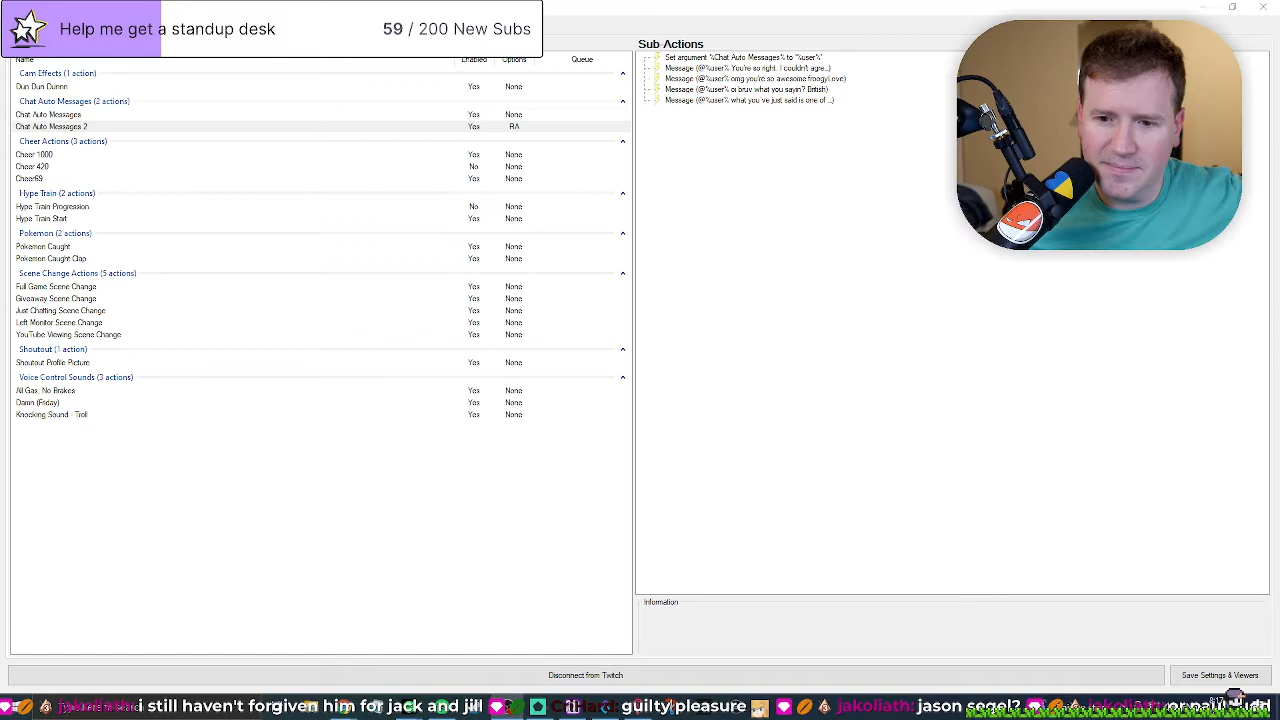 Help me get a standup desk
59 / 200 New Subs
Name Enabled Options Queue
Cam Effects (1 action)
Dun Dun Dunnn Yes None
Chat Auto Messages (2 actions)
Chat Auto Messages Yes None
Chat Auto Messages 2 Yes RA
Cheer Actions (3 actions)
Cheer 1000 Yes None
Cheer 420 No None
Cheer69 Yes None
Hype Train (2 actions)
Hype Train Progression No None
Hype Train Start Yes None
Pokemon (2 actions)
Pokemon Caught Yes None
Pokemon Caught Clap Yes None
Scene Change Actions (5 actions)
Full Game Scene Change Yes None
Giveaway Scene Change Yes None
Just Chatting Scene Change Yes None
Left Monitor Scene Change Yes None
YouTube Viewing Scene Change Yes None
Shoutout (1 action)
Shoutout Profile Picture Yes None
Voice Control Sounds (3 actions)
All Gas, No Brakes Yes None
Damn (Friday) Yes None
Knocking Sound - Troll Yes None
Sub-Actions
Set argument %Chat Auto Messages% to "%user%"
Message (@%user% You're so right. I couldn't agre...)
Message (@%user% omg you're so awesome froogyLove)
Message (@%user% oi bruv what you sayin? British)
Message (@%user% what you've just said is one of ...)
Information
Disconnect from Twitch
Save Settings & Viewers
jakoliath: i still haven't forgiven him for jack and jill
guilty pleasure
jakoliath: jason segel?